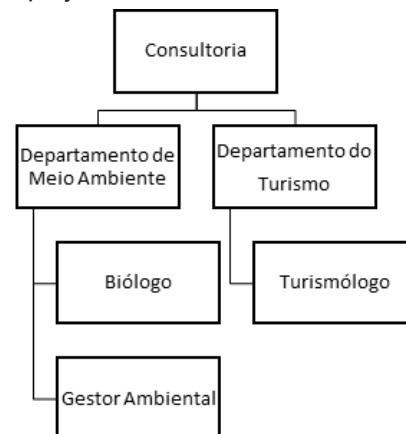 Consultoria
Departamento de
Meio Ambiente
Departamento do
Turismo
Biólogo
Turismólogo
Gestor Ambiental